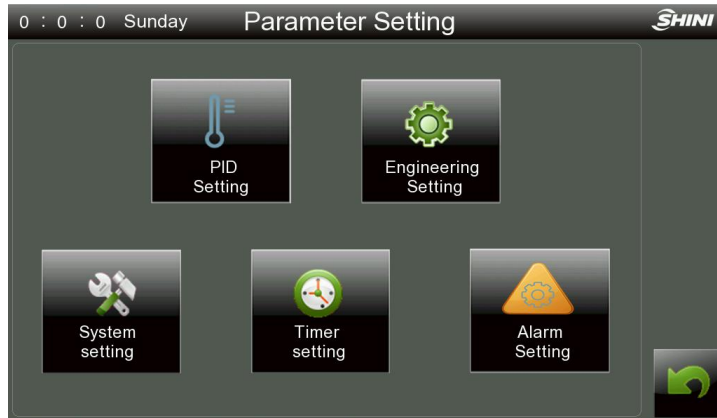 0 : 0 : 0 Sunday Parameter Setting SHINI
PID
Setting
Engineering
Setting
System
setting
Timer
setting
Alarm
Setting